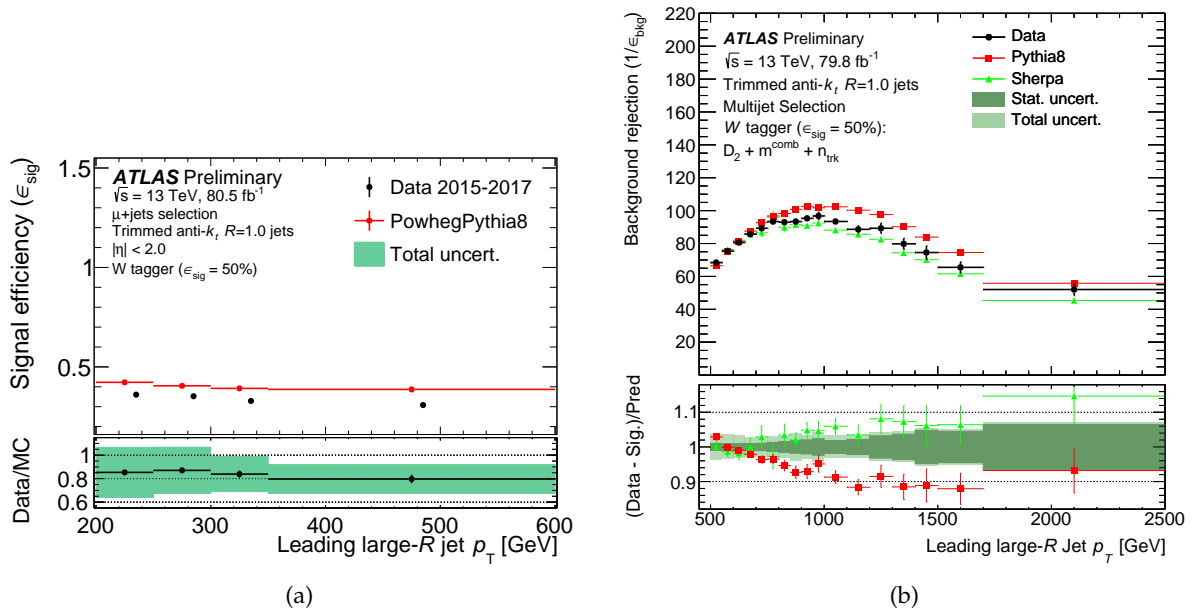 Signal efficiency (ϵsig)
1.5
1
0.5
ATLAS Preliminary
√s = 13 TeV, 80.5 fb-1
μ+jets selection
Trimmed anti-kt R=1.0 jets
|η| < 2.0
W tagger (ϵsig = 50%)
Data 2015-2017
PowhegPythia8
Total uncert.
Data/MC
1
0.8
0.6
200 300 400 500 600
Leading large-R jet pT [GeV]
(a)
Background rejection (1/ϵbkg)
220
200
180
160
140
120
100
80
60
40
20
ATLAS Preliminary
√s = 13 TeV, 79.8 fb-1
Trimmed anti-kt R=1.0 jets
Multijet Selection
W tagger (ϵsig = 50%):
D2 + mcomb + ntrk
Data
Pythia8
Sherpa
Stat. uncert.
Total uncert.
(Data - Sig.)/Pred
1.1
1
0.9
500 1000 1500 2000 2500
Leading large-R Jet pT [GeV]
(b)